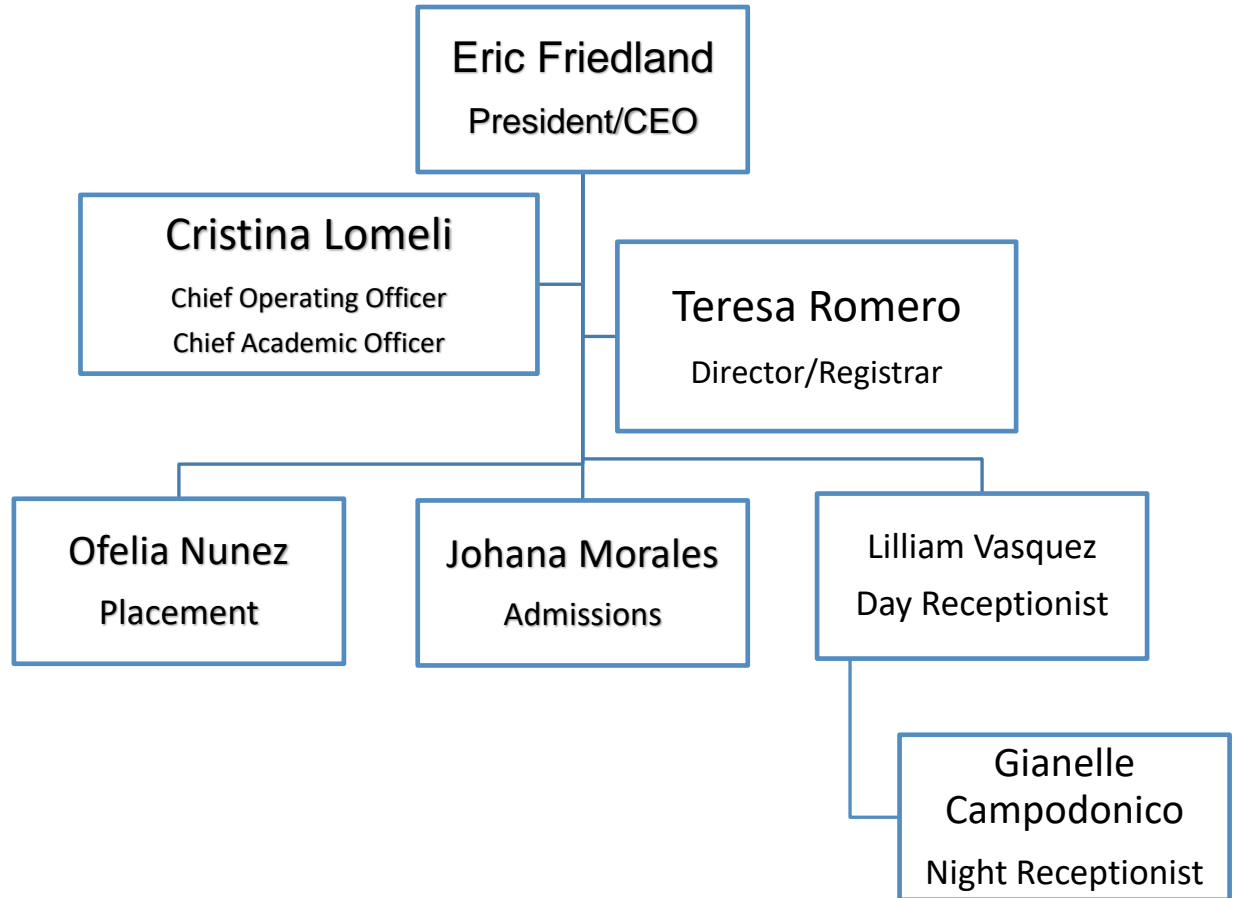 Eric Friedland
President/CEO
Cristina Lomeli
Chief Operating Officer
Chief Academic Officer
Teresa Romero
Director/Registrar
Ofelia Nunez
Placement
Johana Morales
Admissions
Lilliam Vasquez
Day Receptionist
Gianelle
Campodonico
Night Receptionist